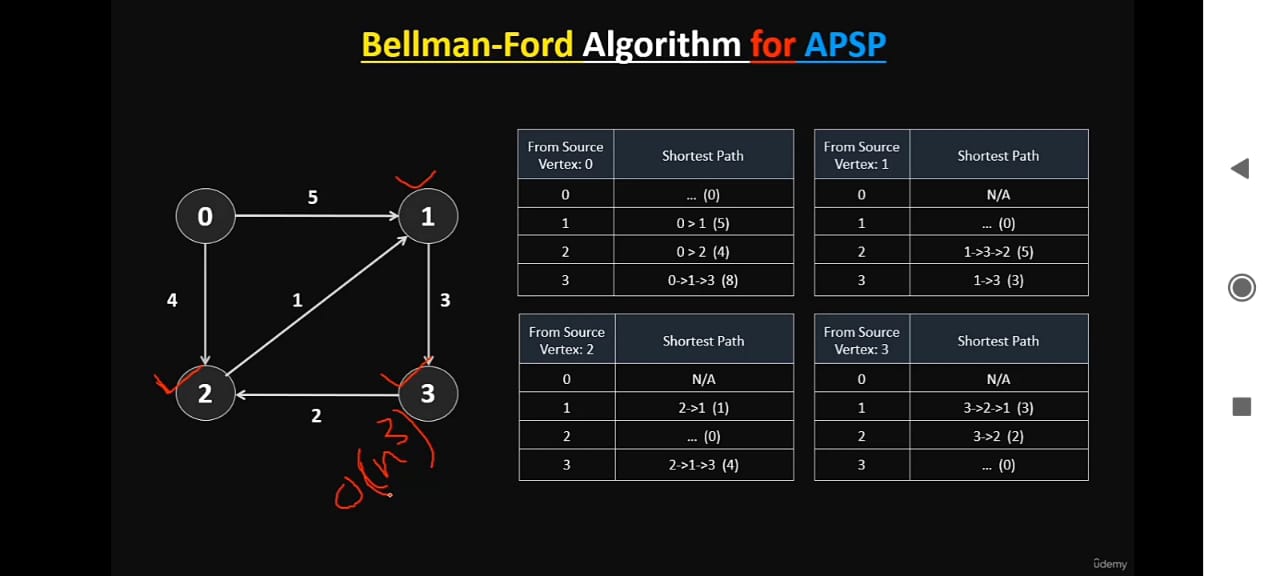 Bellman-Ford Algorithm for APSP
0
5
1
4
1
3
2
2
3
O(n3)
From Source Vertex: 0
Shortest Path
0 ... (0)
1 0 > 1 (5)
2 0 > 2 (4)
3 0->1->3 (8)
From Source Vertex: 1
Shortest Path
0 N/A
1 ... (0)
2 1->3->2 (5)
3 1->3 (3)
From Source Vertex: 2
Shortest Path
0 N/A
1 2->1 (1)
2 ... (0)
3 2->1->3 (4)
From Source Vertex: 3
Shortest Path
0 N/A
1 3->2->1 (3)
2 3->2 (2)
3 ... (0)
ûdemy